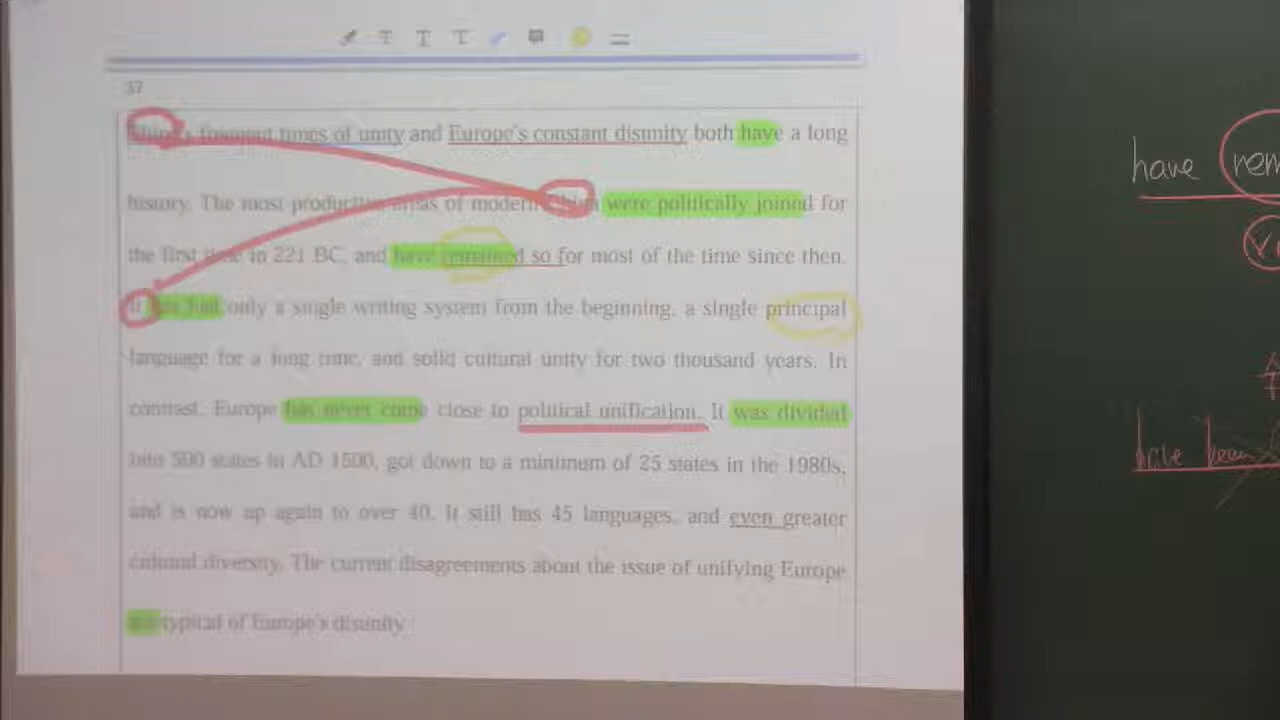 37
China's frequent times of unity and Europe's constant disunity both have a long
history. The most productive areas of modern China were politically joined for
the first time in 221 BC, and have remained so for most of the time since then.
It has had only a single writing system from the beginning, a single principal
language for a long time, and solid cultural unity for two thousand years. In
contrast, Europe has never come close to political unification. It was divided
into 500 states in AD 1500, got down to a minimum of 25 states in the 1980s,
and is now up again to over 40. It still has 45 languages, and even greater
cultural diversity. The current disagreements about the issue of unifying Europe
are typical of Europe's disunity.
have rem
have been